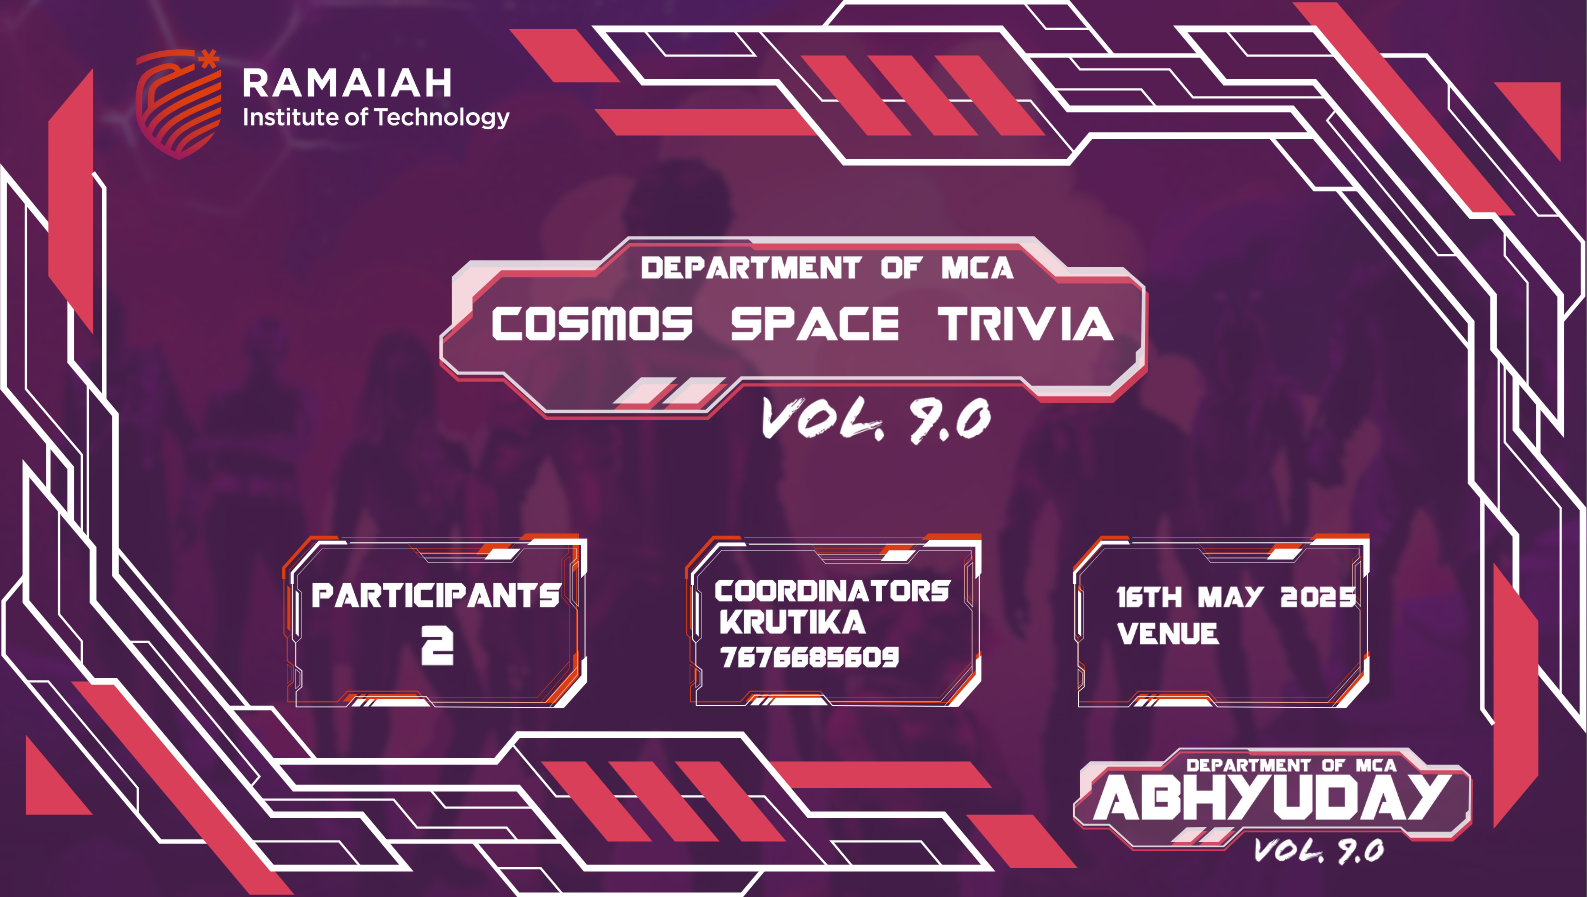 RAMAIAH
Institute of Technology
DEPARTMENT OF MCA
COSMOS SPACE TRIVIA
VOL. 9.0
PARTICIPANTS
2
COORDINATORS
KRUTIKA
7676685609
16TH MAY 2025
VENUE
DEPARTMENT OF MCA
ABHYUDAY
VOL. 9.0